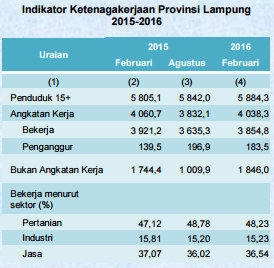 Indikator Ketenagakerjaan Provinsi Lampung
2015-2016
Uraian 2015 2016
Februari Agustus Februari
(1) (2) (3) (4)
Penduduk 15+ 5 805,1 5 842,0 5 884,3
Angkatan Kerja 4 060,7 3 832,1 4 038,3
Bekerja 3 921,2 3 635,3 3 854,8
Penganggur 139,5 196,9 183,5
Bukan Angkatan Kerja 1 744,4 1 009,9 1 846,0
Bekerja menurut
sektor (%)
Pertanian 47,12 48,78 48,23
Industri 15,81 15,20 15,23
Jasa 37,07 36,02 36,54